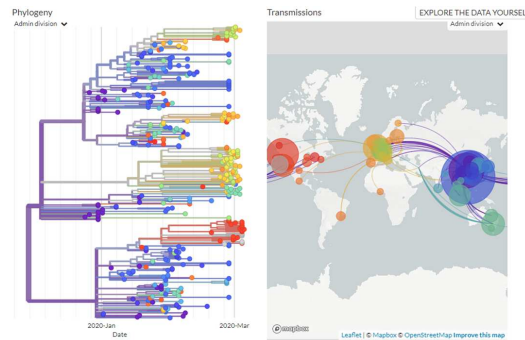 Phylogeny
Admin division
2020-Jan
2020-Mar
Date
Transmissions
EXPLORE THE DATA YOURSEL
Admin division
mapbox
Leaflet | © Mapbox © OpenStreetMap Improve this map